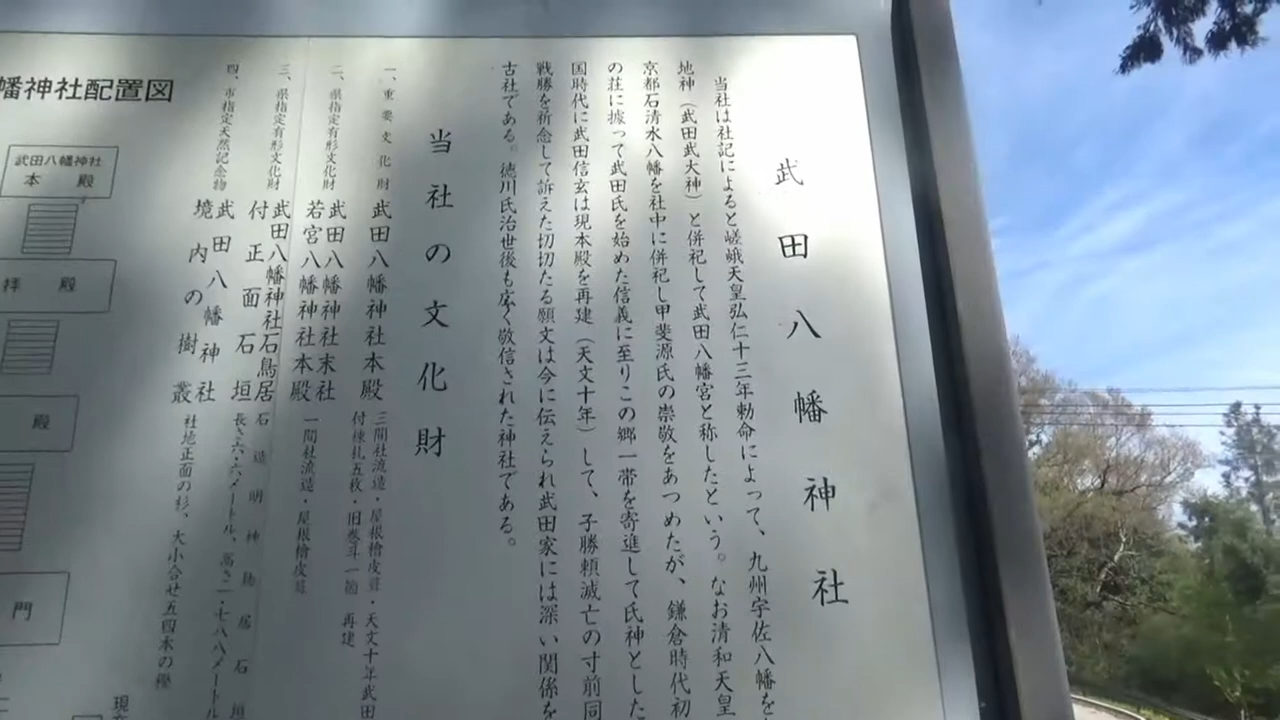 武田八幡神社
当社は社記によると嵯峨天皇弘仁十三年勅命によって、九州宇佐八幡を
地神(武田武大神)と併祀して武田八幡宮と称したという。なお清和天皇
京都石清水八幡を社中に併祀し甲斐源氏の崇敬をあつめたが、鎌倉時代初
の荘に據って武田氏を始めた信義に至りこの郷一帯を寄進して氏神とした
国時代に武田信玄は現本殿を再建(天文十年)して、子勝頼滅亡の寸前同
戦勝を祈念して訴えた切切たる願文は今に伝えられ武田家には深い関係を
古社である。徳川氏治世後も広く敬信された神社である。
当社の文化財
一、重要文化財 武田八幡神社本殿 三間社流造・屋根檜皮葺・天文十年武田
付棟札五枚 旧巻斗一箇 再建
二、県指定有形文化財 武田八幡神社末社
若宮八幡神社本殿 一間社流造・屋根檜皮葺
三、県指定有形文化財 武田八幡神社石鳥居 石造明神鳥居石垣
付正面石垣 長六・六メートル、高二・七八八メートル
四、市指定天然記念物 武田八幡神社
境内の樹叢 社地正面の杉、大小合せ五四本の樫
幡神社配置図
武田八幡神社
本殿
拝殿
殿
門